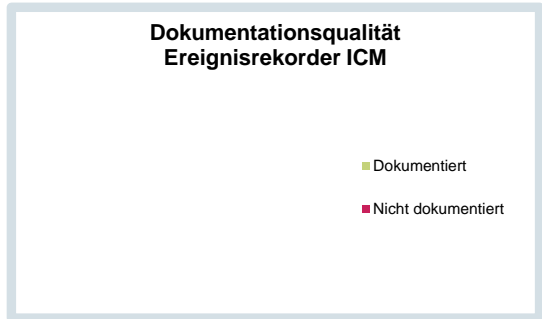 Dokumentationsqualität
Ereignisrekorder ICM
Dokumentiert
Nicht dokumentiert